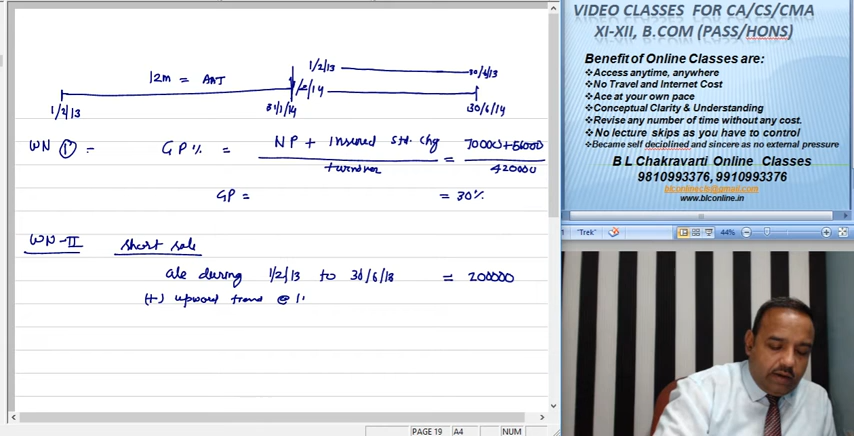 VIDEO CLASSES FOR CA/CS/CMA
XI-XII, B.COM (PASS/HONS)
Benefit of Online Classes are:
❖Access anytime, anywhere
❖No Travel and Internet Cost
❖Ace at your own pace
❖Conceptual Clarity & Understanding
❖Revise any number of time without any cost.
❖No lecture skips as you have to control
❖Became self deciplined and sincere as no external pressure
B L Chakravarti Online Classes
9810993376, 9910993376
www.blconline.in
"Trek" 44%
12m =
1/2/13 30/6/13
1/2/14
1/2/13 31/1/14 30/6/14
WN ① = GP% = NP + insured Std. chg / turnover = 70000+56000 / 420000
GP = = 30%
WN-II short sale
ale during 1/2/13 to 30/6/13 = 200000
(+) upward trend @ 1
PAGE 19 A4 NUM